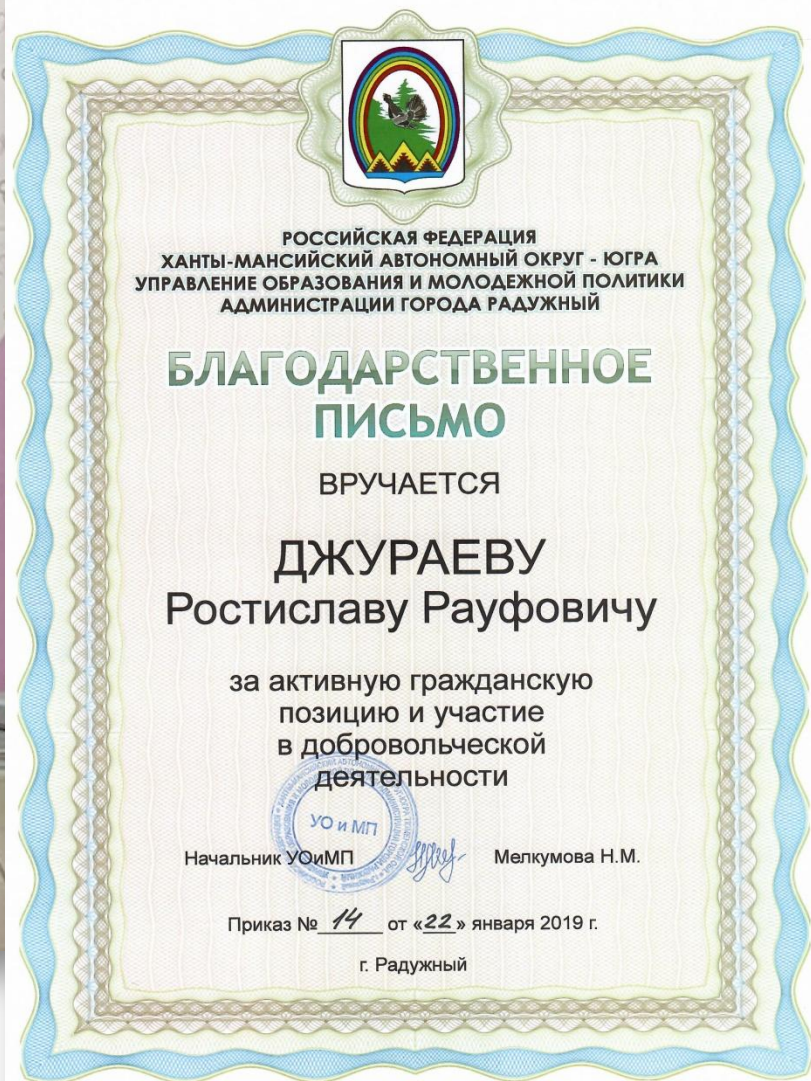 РОССИЙСКАЯ ФЕДЕРАЦИЯ
ХАНТЫ-МАНСИЙСКИЙ АВТОНОМНЫЙ ОКРУГ - ЮГРА
УПРАВЛЕНИЕ ОБРАЗОВАНИЯ И МОЛОДЕЖНОЙ ПОЛИТИКИ
АДМИНИСТРАЦИИ ГОРОДА РАДУЖНЫЙ
БЛАГОДАРСТВЕННОЕ
ПИСЬМО
ВРУЧАЕТСЯ
ДЖУРАЕВУ
Ростиславу Рауфовичу
за активную гражданскую
позицию и участие
в добровольческой
деятельности
УО и МП
Начальник УОиМП Мелкумова Н.М.
Приказ № 14 от «22» января 2019 г.
г. Радужный